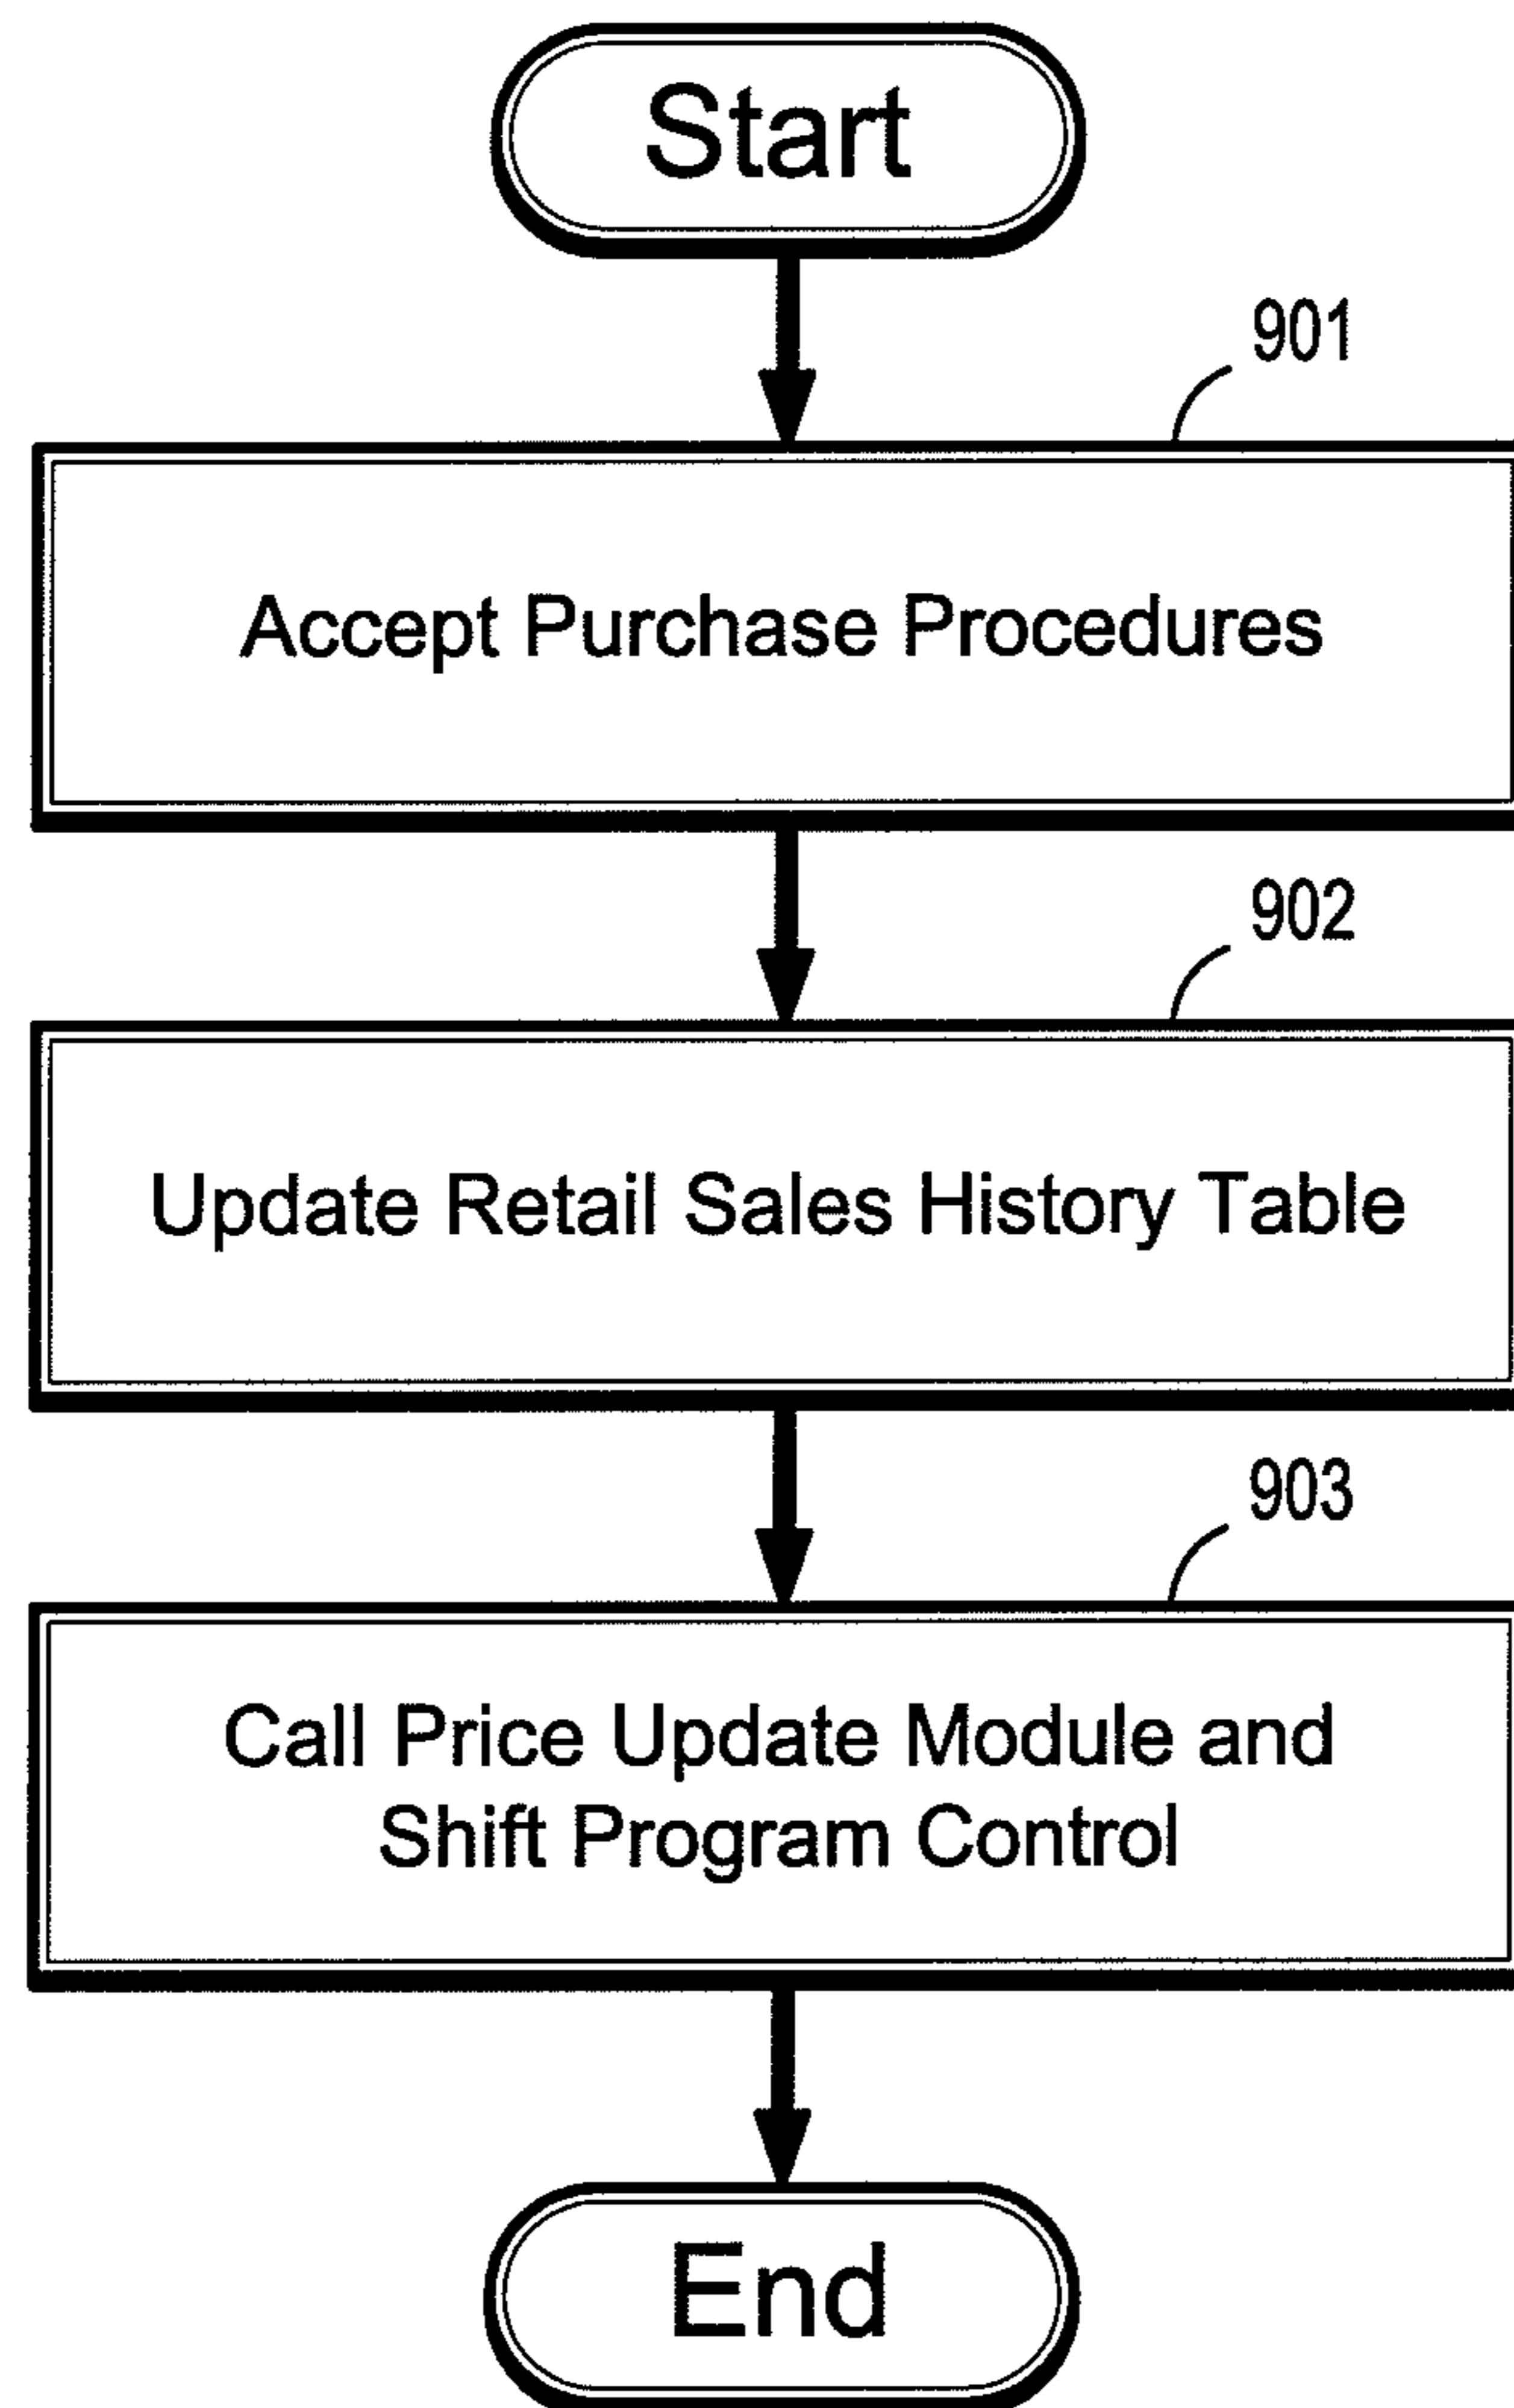 Start
901
Accept Purchase Procedures
902
Update Retail Sales History Table
903
Call Price Update Module and
Shift Program Control
End